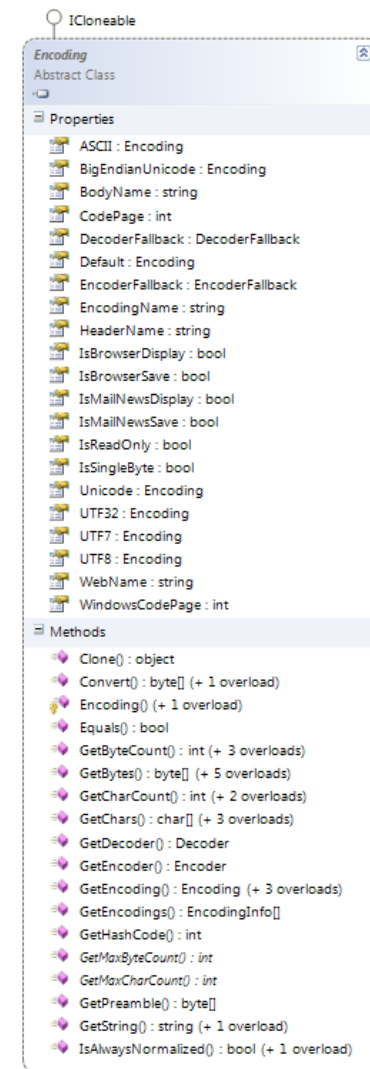 ICloneable
Encoding
Abstract Class
Properties
ASCII : Encoding
BigEndianUnicode : Encoding
BodyName : string
CodePage : int
DecoderFallback : DecoderFallback
Default : Encoding
EncoderFallback : EncoderFallback
EncodingName : string
HeaderName : string
IsBrowserDisplay : bool
IsBrowserSave : bool
IsMailNewsDisplay : bool
IsMailNewsSave : bool
IsReadOnly : bool
IsSingleByte : bool
Unicode : Encoding
UTF32 : Encoding
UTF7 : Encoding
UTF8 : Encoding
WebName : string
WindowsCodePage : int
Methods
Clone() : object
Convert() : byte[] (+ 1 overload)
Encoding() (+ 1 overload)
Equals() : bool
GetByteCount() : int (+ 3 overloads)
GetBytes() : byte[] (+ 5 overloads)
GetCharCount() : int (+ 2 overloads)
GetChars() : char[] (+ 3 overloads)
GetDecoder() : Decoder
GetEncoder() : Encoder
GetEncoding() : Encoding (+ 3 overloads)
GetEncodings() : EncodingInfo[]
GetHashCode() : int
GetMaxByteCount() : int
GetMaxCharCount() : int
GetPreamble() : byte[]
GetString() : string (+ 1 overload)
IsAlwaysNormalized() : bool (+ 1 overload)